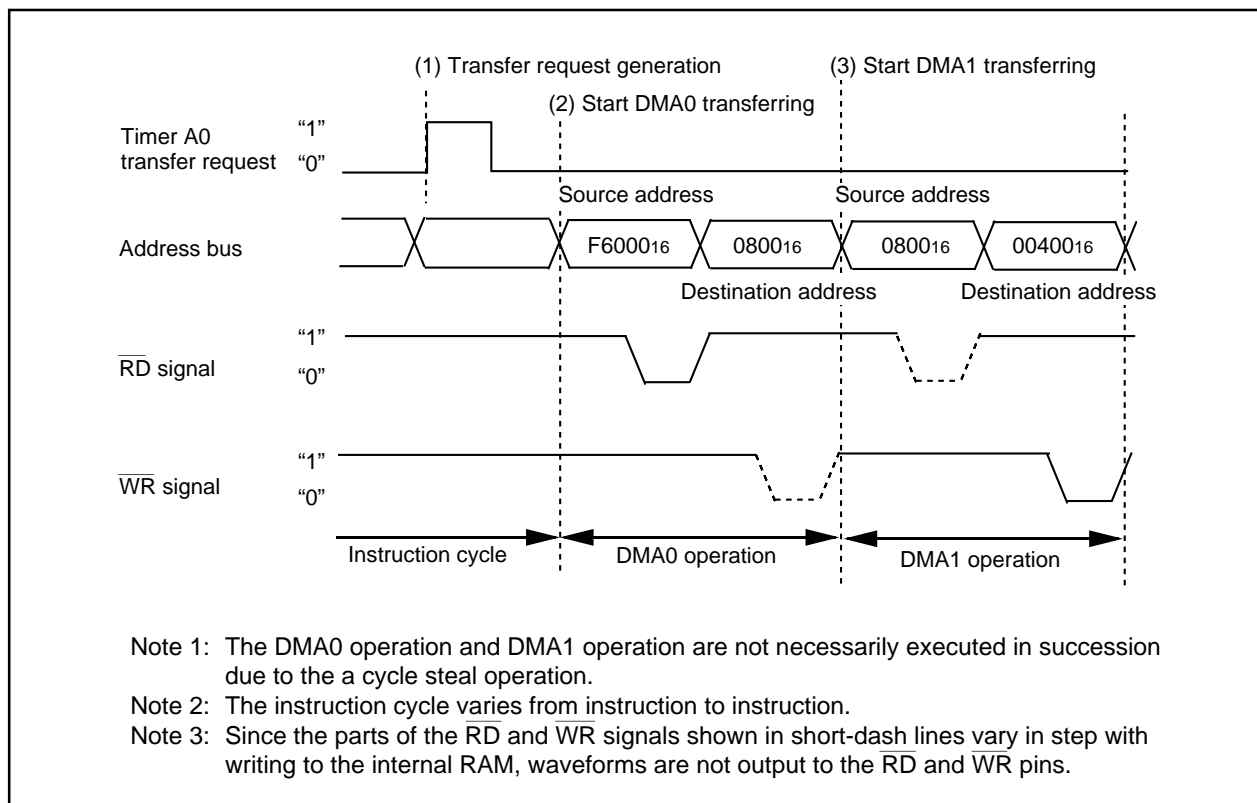 (1) Transfer request generation
(3) Start DMA1 transferring
(2) Start DMA0 transferring
Timer A0
transfer request
“1”
“0”
Source address
Source address
Address bus
F600016
080016
080016
0040016
Destination address
Destination address
RD signal
“1”
“0”
WR signal
“1”
“0”
Instruction cycle
DMA0 operation
DMA1 operation
Note 1: The DMA0 operation and DMA1 operation are not necessarily executed in succession
due to the a cycle steal operation.
Note 2: The instruction cycle varies from instruction to instruction.
Note 3: Since the parts of the RD and WR signals shown in short-dash lines vary in step with
writing to the internal RAM, waveforms are not output to the RD and WR pins.